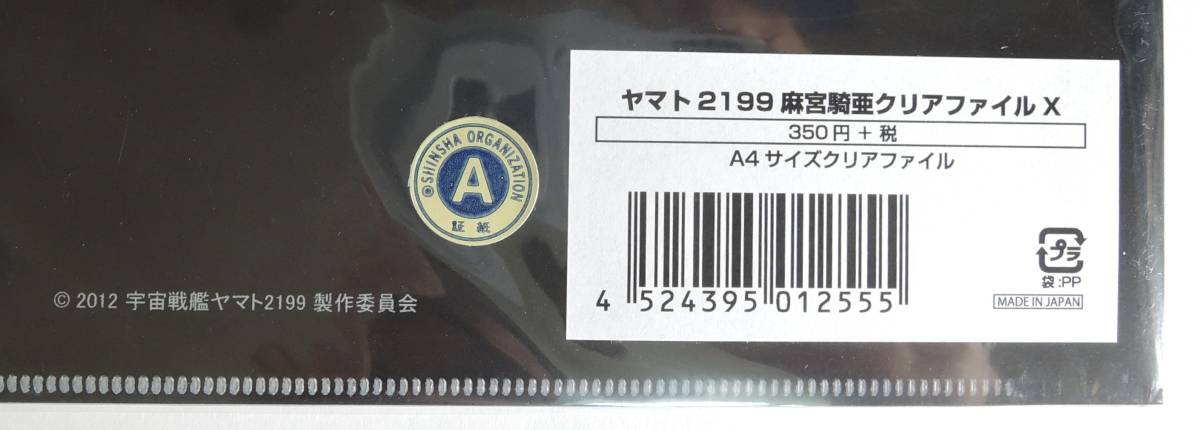 ヤマト2199 麻宮騎亜クリアファイル X
350円 + 税
A4サイズクリアファイル
4 524395 012555
プラ
袋:PP
MADE IN JAPAN
SHINSHA ORGANIZATION
A
証紙
© 2012 宇宙戦艦ヤマト2199 製作委員会